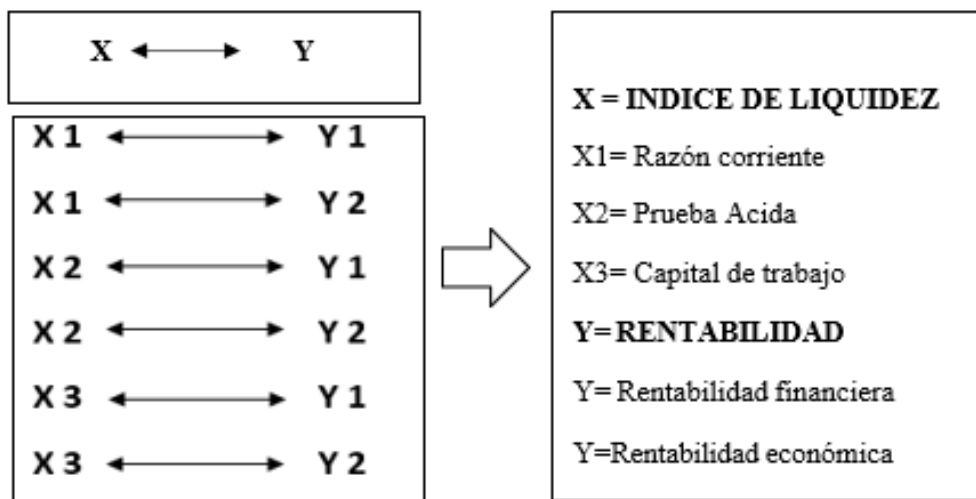 X Y
X 1 Y 1
X 1 Y 2
X 2 Y 1
X 2 Y 2
X 3 Y 1
X 3 Y 2
X = INDICE DE LIQUIDEZ
X1= Razón corriente
X2= Prueba Acida
X3= Capital de trabajo
Y= RENTABILIDAD
Y= Rentabilidad financiera
Y=Rentabilidad económica